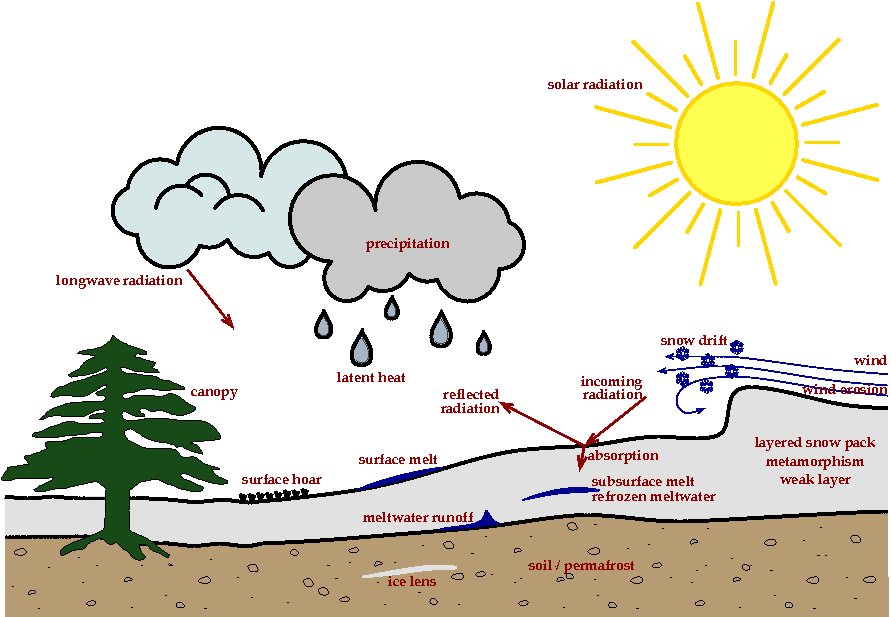 solar radiation
precipitation
longwave radiation
snow drift
wind
latent heat
wind erosion
incoming
radiation
canopy
reflected
radiation
layered snow pack
metamorphism
weak layer
absorption
surface melt
surface hoar
subsurface melt
refrozen meltwater
meltwater runoff
soil / permafrost
ice lens